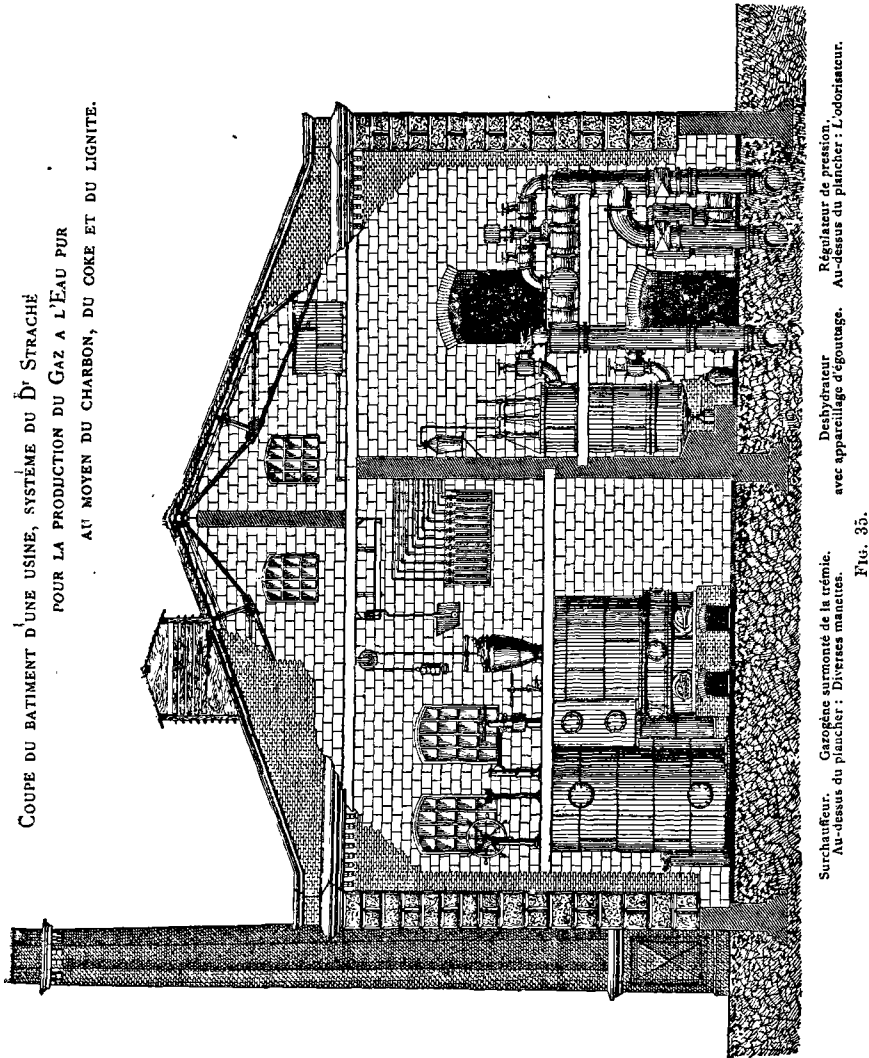 COUPE DU BATIMENT D'UNE USINE, SYSTÈME DU Dr STRACHE
POUR LA PRODUCTION DU GAZ A L'EAU PUR
AU MOYEN DU CHARBON, DU COKE ET DU LIGNITE.
Surchauffeur. Gazogène surmonté de la trémie.
Au-dessus du plancher : Diverses manettes.
Deshydrateur
avec appareillage d'égouttage.
Régulateur de pression.
Au-dessus du plancher : L'odorisateur.
FIG. 35.